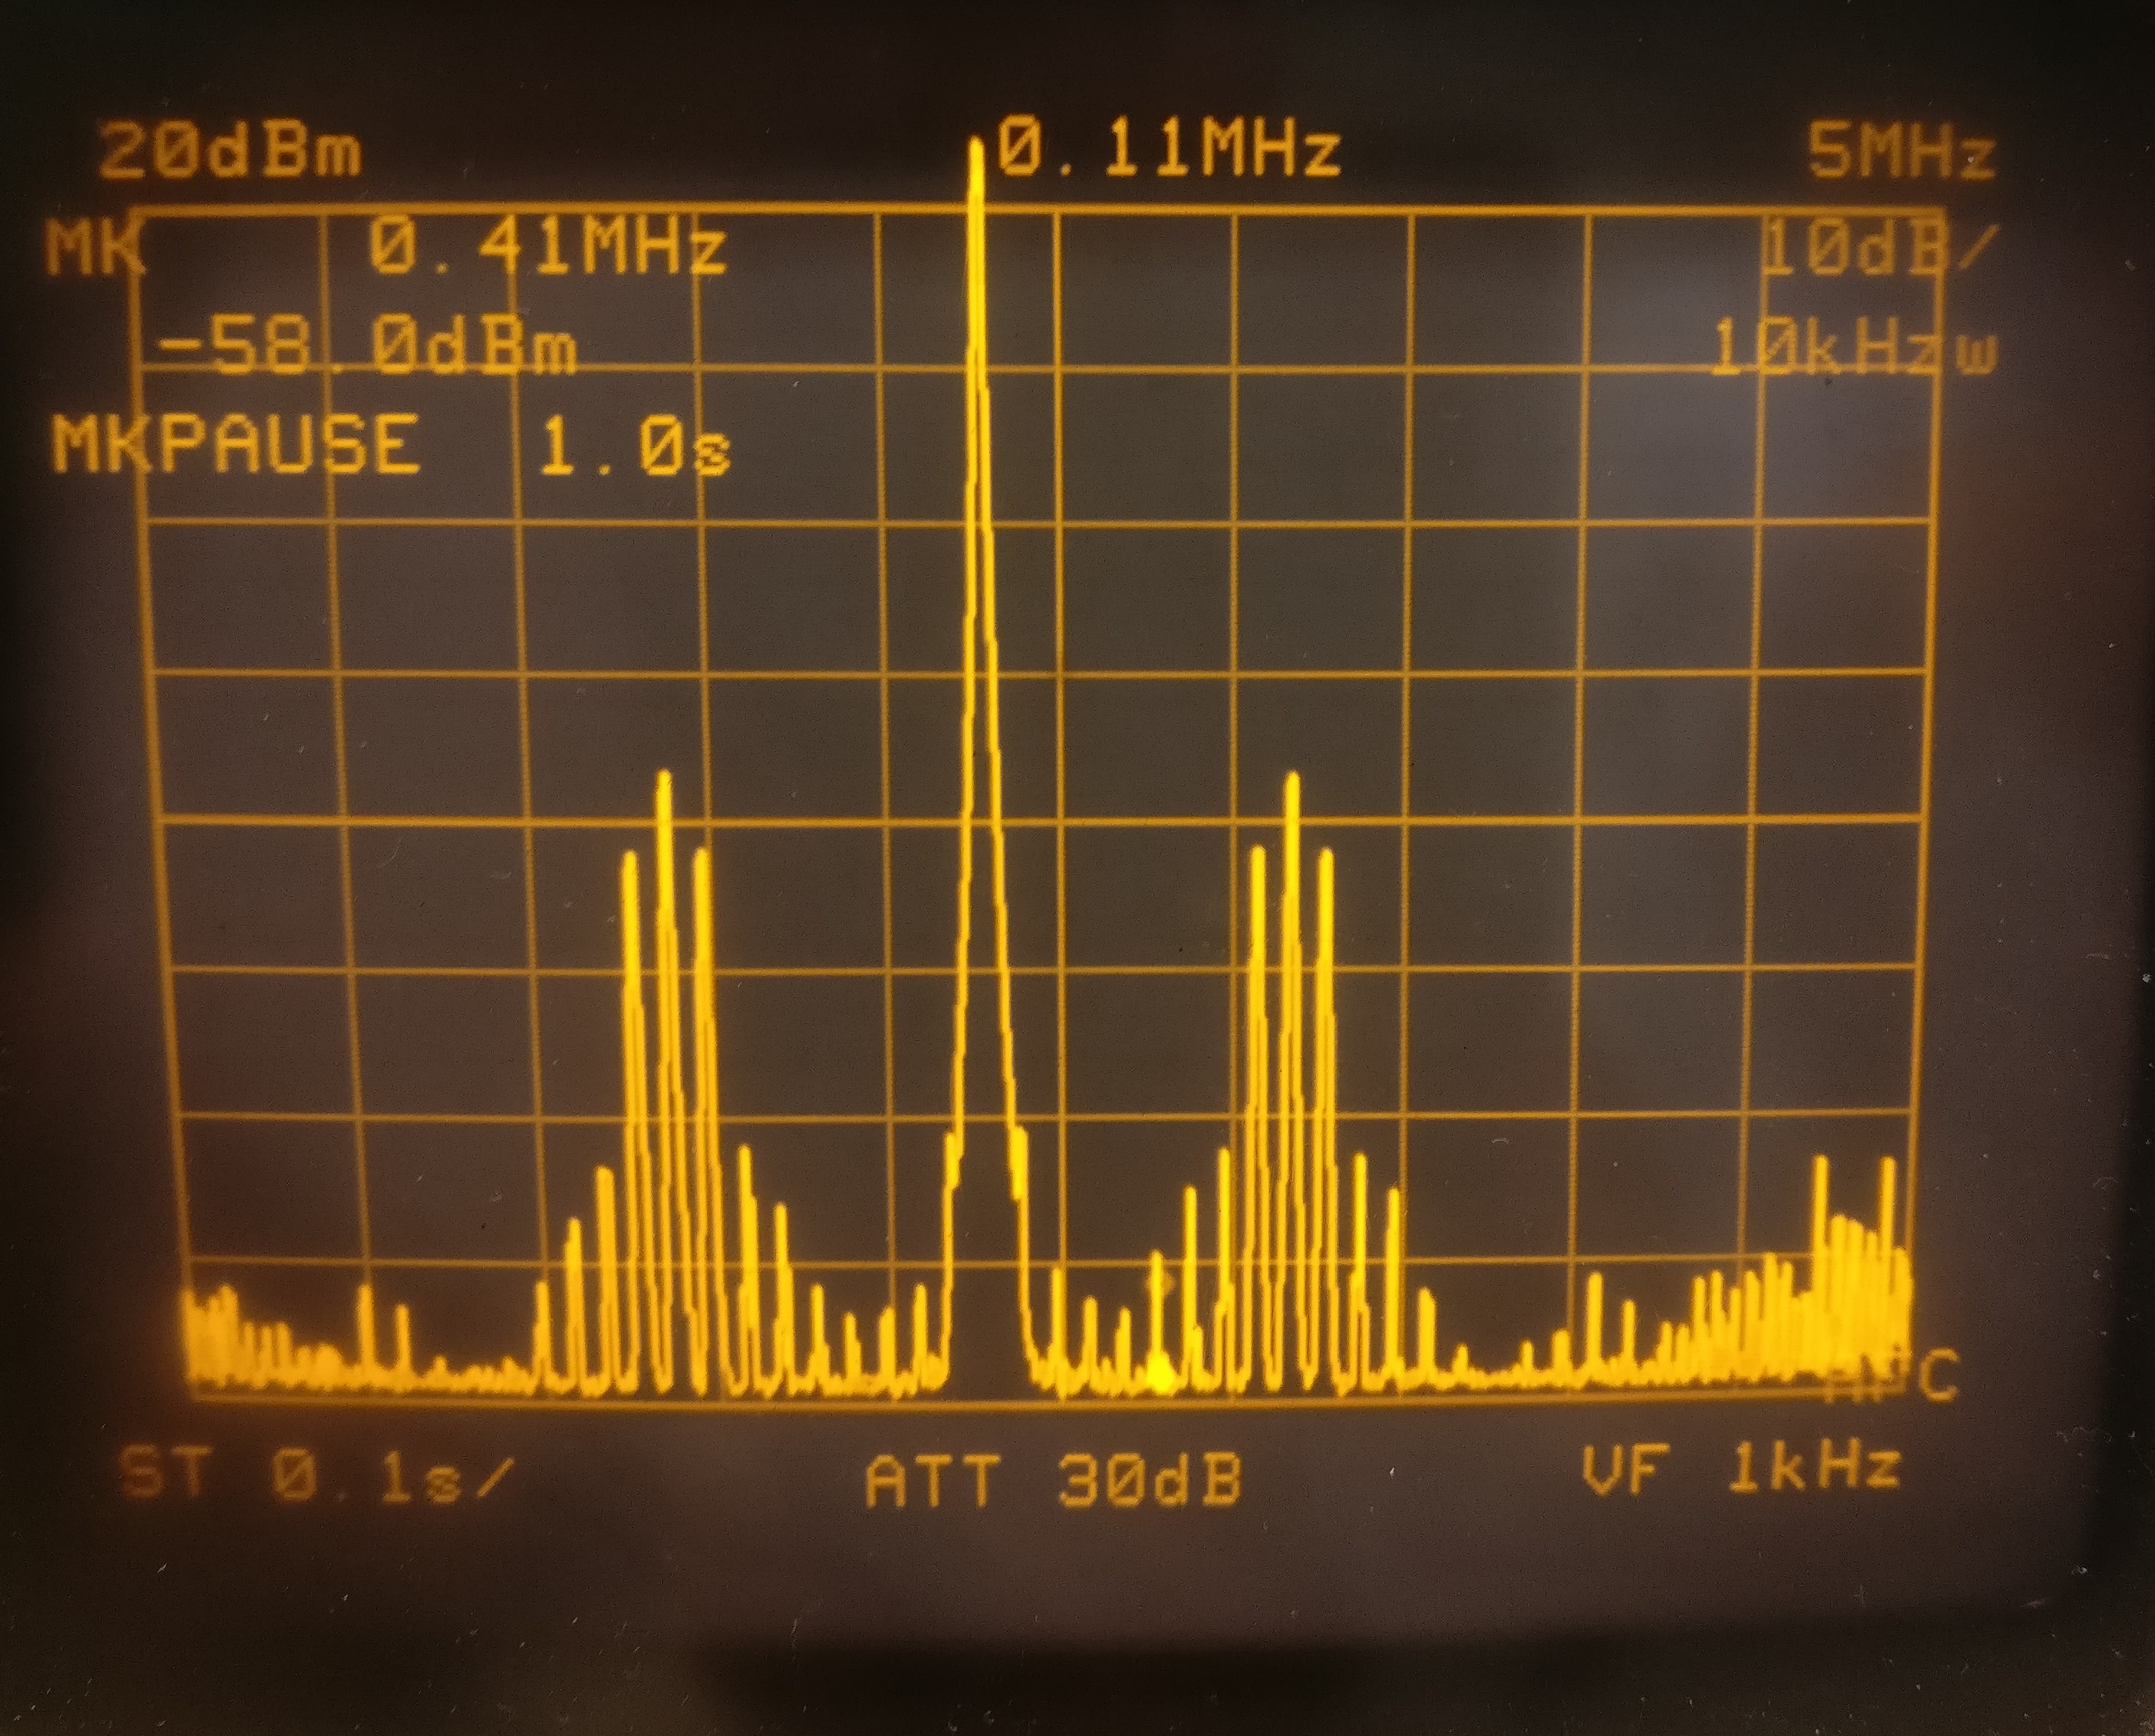 20dBm 0.11MHz 5MHz
MK 0.41MHz 10dB/
-58.0dBm 10kHzw
MKPAUSE 1.0s
ST 0.1s/ ATT 30dB VF 1kHz